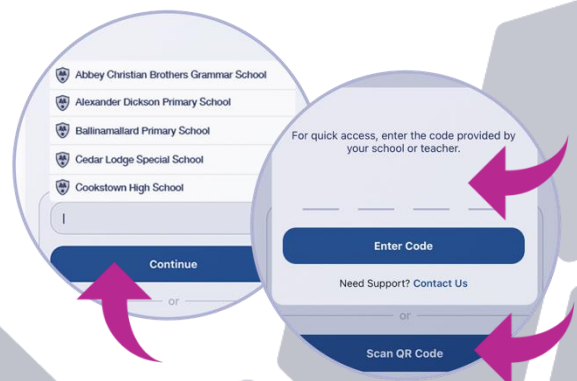 Abbey Christian Brothers Grammar School
Alexander Dickson Primary School
Ballinamallard Primary School
Cedar Lodge Special School
Cookstown High School
Continue
or
For quick access, enter the code provided by
your school or teacher.
Enter Code
Need Support? Contact Us
or
Scan QR Code